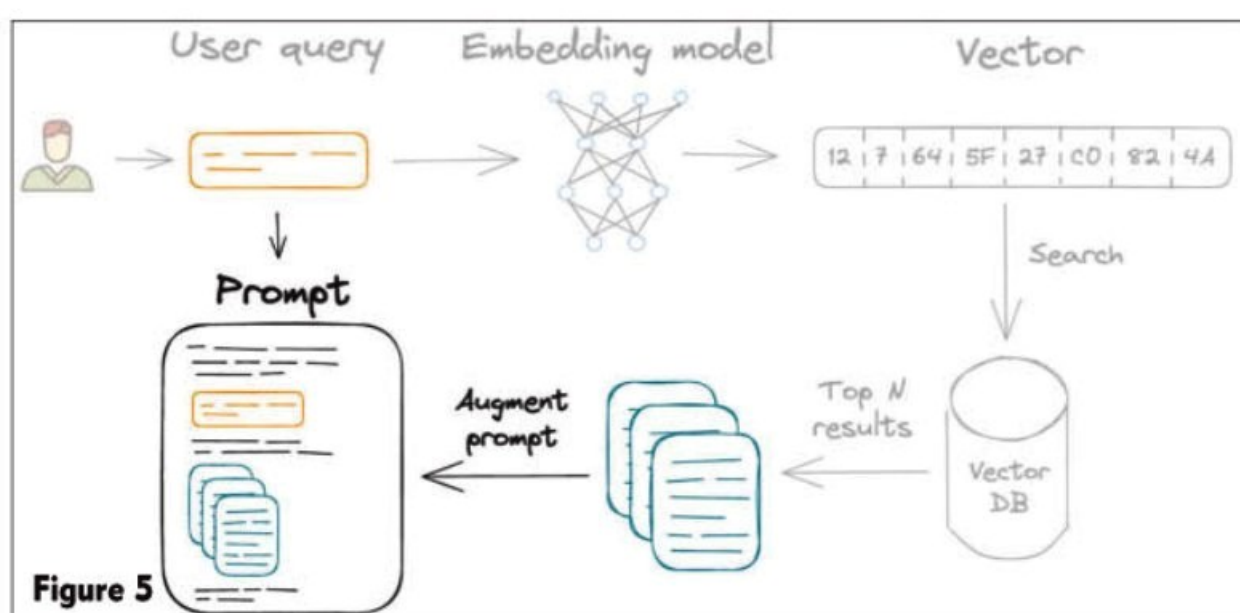 User query
Embedding model
Vector
12 7 64 5F 27 C0 82 4A
Search
Prompt
Augment
prompt
Top N
results
Vector
DB
Figure 5